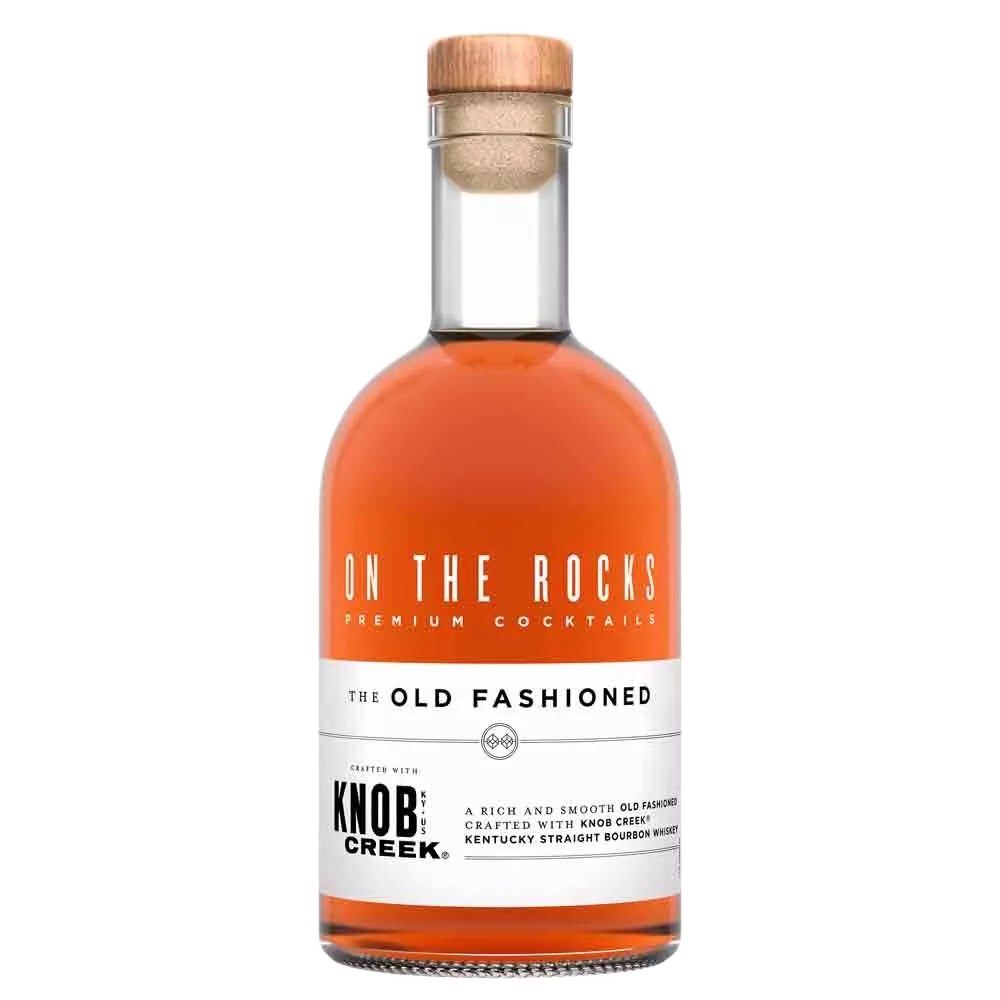 ON THE ROCKS
PREMIUM COCKTAILS
THE OLD FASHIONED
CRAFTED WITH
KNOB
KY · US
CREEK®
A RICH AND SMOOTH OLD FASHIONED
CRAFTED WITH KNOB CREEK®
KENTUCKY STRAIGHT BOURBON WHISKEY